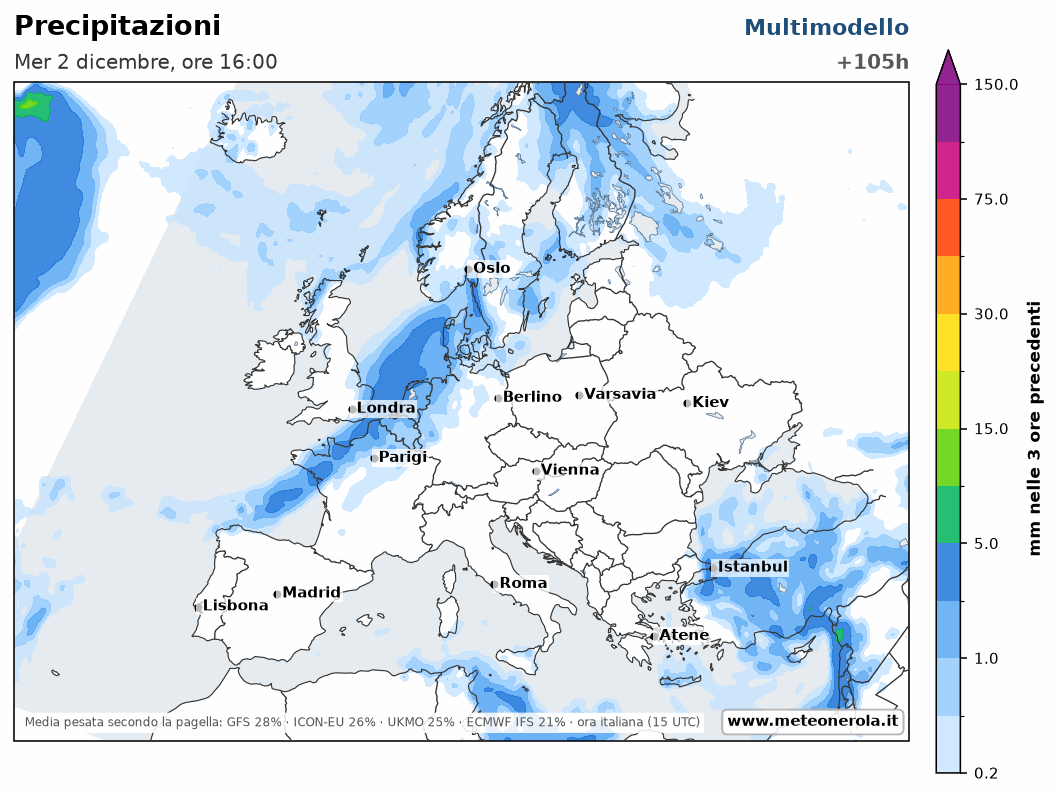 Precipitazioni
Multimodello
Mer 2 dicembre, ore 16:00
+105h
150.0
75.0
30.0
15.0
5.0
1.0
0.2
mm nelle 3 ore precedenti
Oslo
Berlino
Varsavia
Kiev
Londra
Parigi
Vienna
Istanbul
Roma
Madrid
Lisbona
Atene
Media pesata secondo la pagella: GFS 28% · ICON-EU 26% · UKMO 25% · ECMWF IFS 21% · ora italiana (15 UTC)
www.meteonerola.it